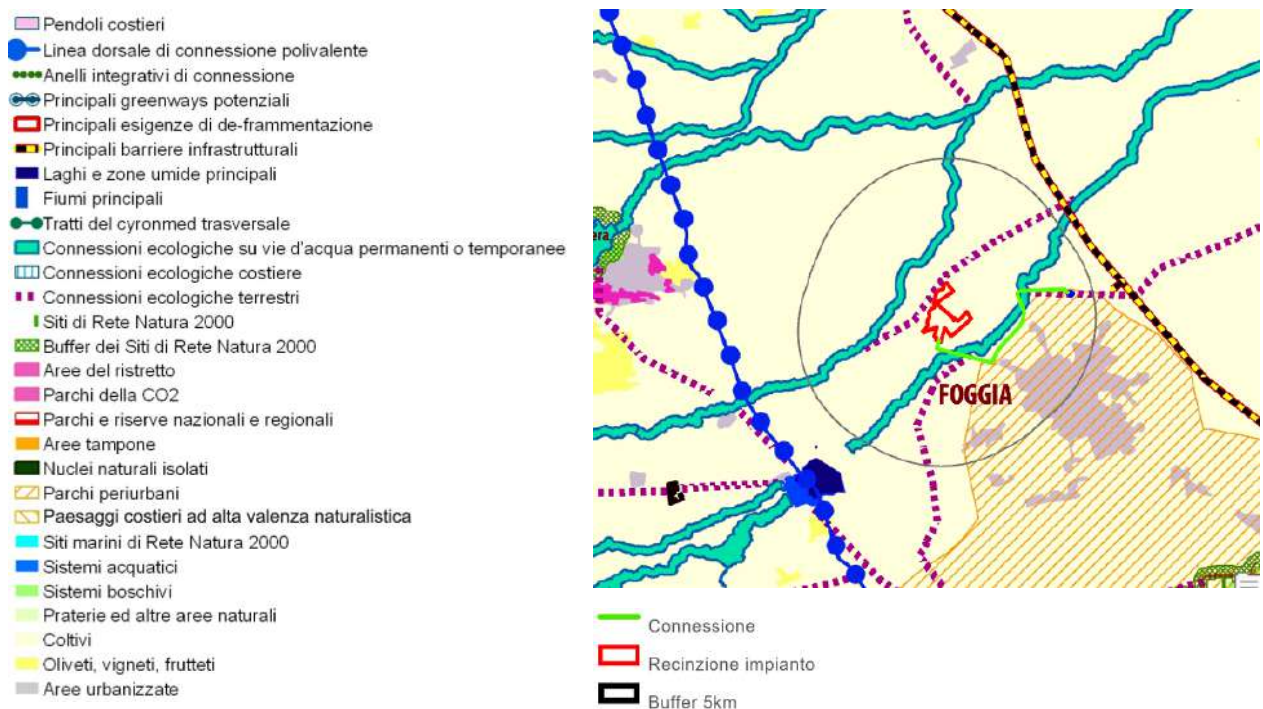 Pendoli costieri
Linea dorsale di connessione polivalente
Anelli integrativi di connessione
Principali greenways potenziali
Principali esigenze di de-frammentazione
Principali barriere infrastrutturali
Laghi e zone umide principali
Fiumi principali
Tratti del cyronmed trasversale
Connessioni ecologiche su vie d'acqua permanenti o temporanee
Connessioni ecologiche costiere
Connessioni ecologiche terrestri
Siti di Rete Natura 2000
Buffer dei Siti di Rete Natura 2000
Aree del ristretto
Parchi della CO2
Parchi e riserve nazionali e regionali
Aree tampone
Nuclei naturali isolati
Parchi periurbani
Paesaggi costieri ad alta valenza naturalistica
Siti marini di Rete Natura 2000
Sistemi acquatici
Sistemi boschivi
Praterie ed altre aree naturali
Coltivi
Oliveti, vigneti, frutteti
Aree urbanizzate
era
FOGGIA
Connessione
Recinzione impianto
Buffer 5km